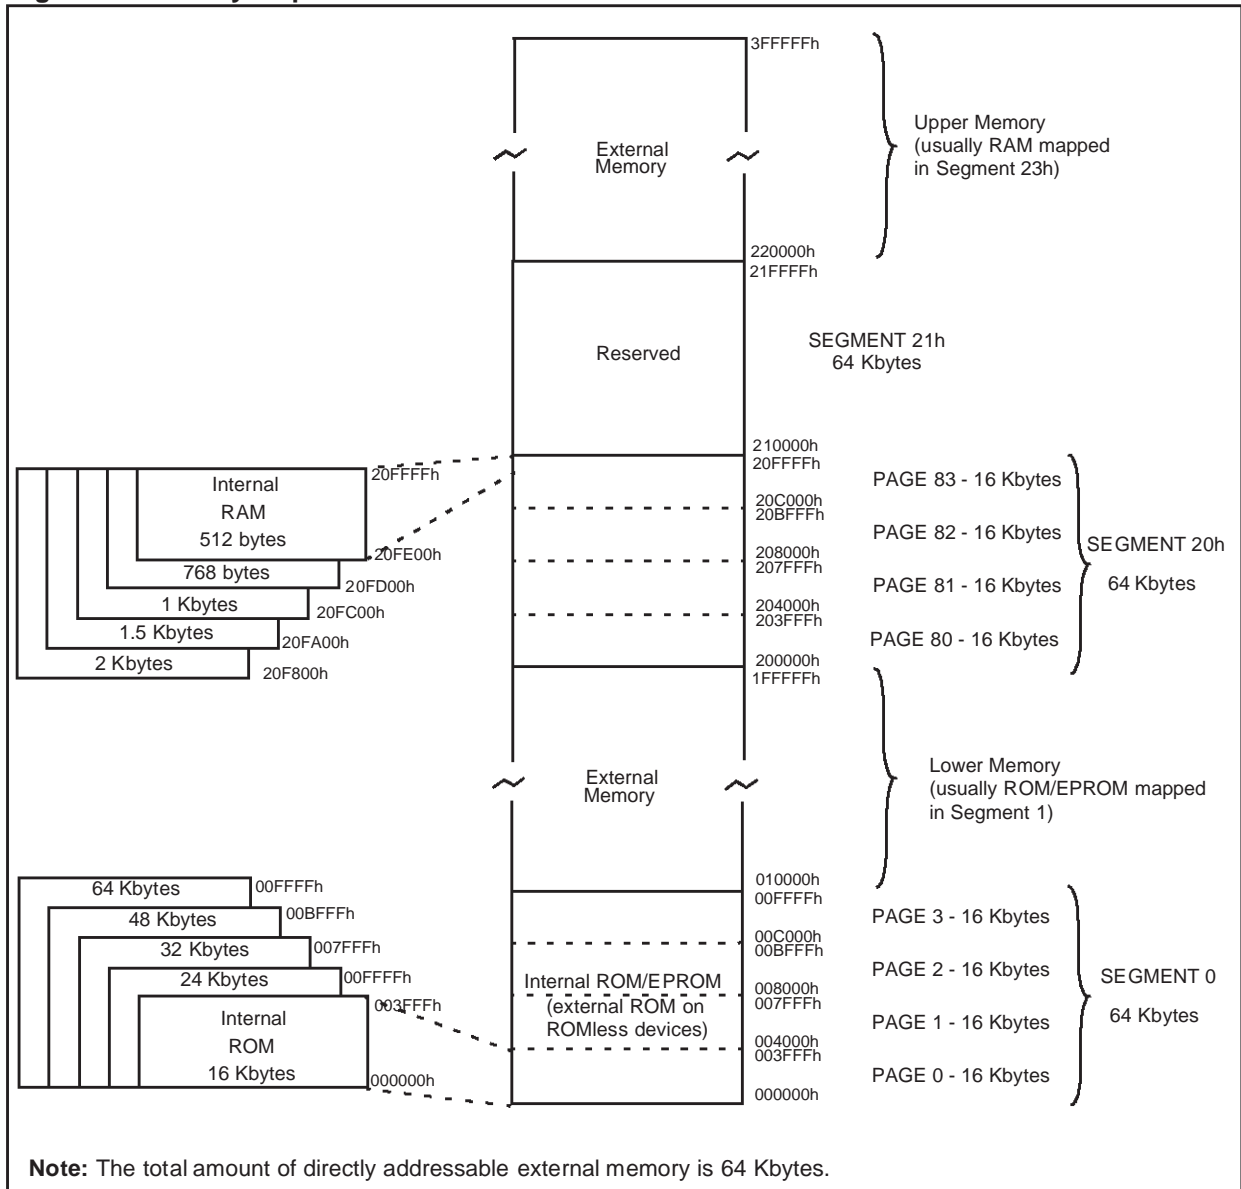 3FFFFFh
Upper Memory
(usually RAM mapped
in Segment 23h)
External
Memory
220000h
21FFFFh
SEGMENT 21h
64 Kbytes
Reserved
210000h
20FFFFh
20FFFFh
Internal
RAM
512 bytes
20FE00h
768 bytes
20FD00h
1 Kbytes
20FC00h
1.5 Kbytes
20FA00h
2 Kbytes
20F800h
PAGE 83 - 16 Kbytes
20C000h
20BFFFh
PAGE 82 - 16 Kbytes
208000h
207FFFh
PAGE 81 - 16 Kbytes
204000h
203FFFh
PAGE 80 - 16 Kbytes
SEGMENT 20h
64 Kbytes
200000h
1FFFFFh
External
Memory
Lower Memory
(usually ROM/EPROM mapped
in Segment 1)
010000h
00FFFFh
64 Kbytes
00FFFFh
48 Kbytes
00BFFFh
32 Kbytes
007FFFh
24 Kbytes
00FFFFh
003FFFh
Internal
ROM
16 Kbytes
000000h
PAGE 3 - 16 Kbytes
00C000h
00BFFFh
PAGE 2 - 16 Kbytes
Internal ROM/EPROM
(external ROM on
ROMless devices)
008000h
007FFFh
PAGE 1 - 16 Kbytes
004000h
003FFFh
PAGE 0 - 16 Kbytes
000000h
SEGMENT 0
64 Kbytes
Note: The total amount of directly addressable external memory is 64 Kbytes.